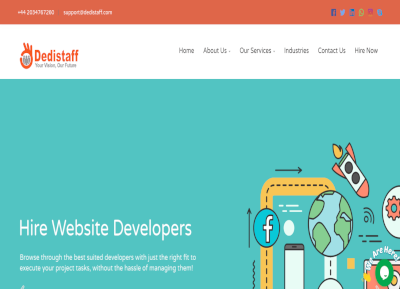 +44 2034767260 support@dedistaff.com
Dedistaff
Your Vision, Our Future
Home About Us Our Services Industries Contact Us Hire Now
Hire Website Developers
Browse through the best suited developers with just the right fit to
execute your project tasks, without the hassle of managing them!
Are Here!